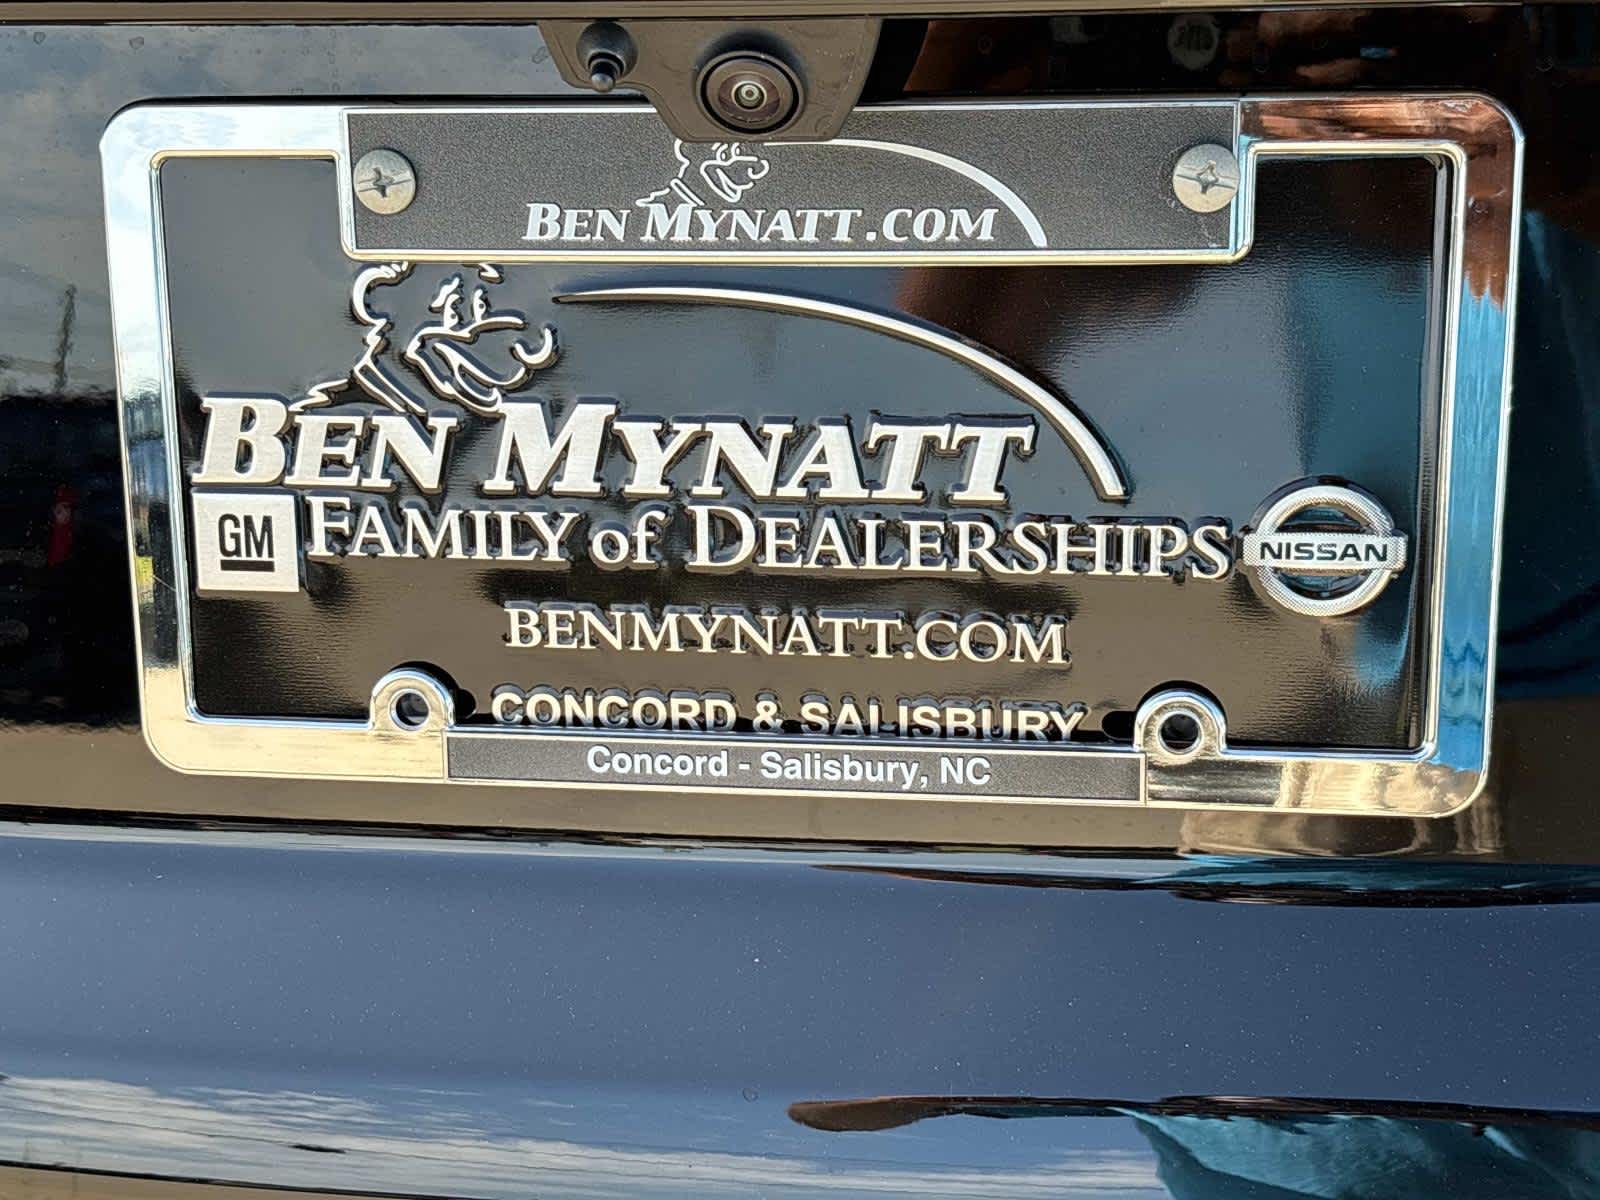 BEN MYNATT.COM
BEN MYNATT
GM FAMILY of DEALERSHIPS NISSAN
BENMYNATT.COM
CONCORD & SALISBURY
Concord - Salisbury, NC